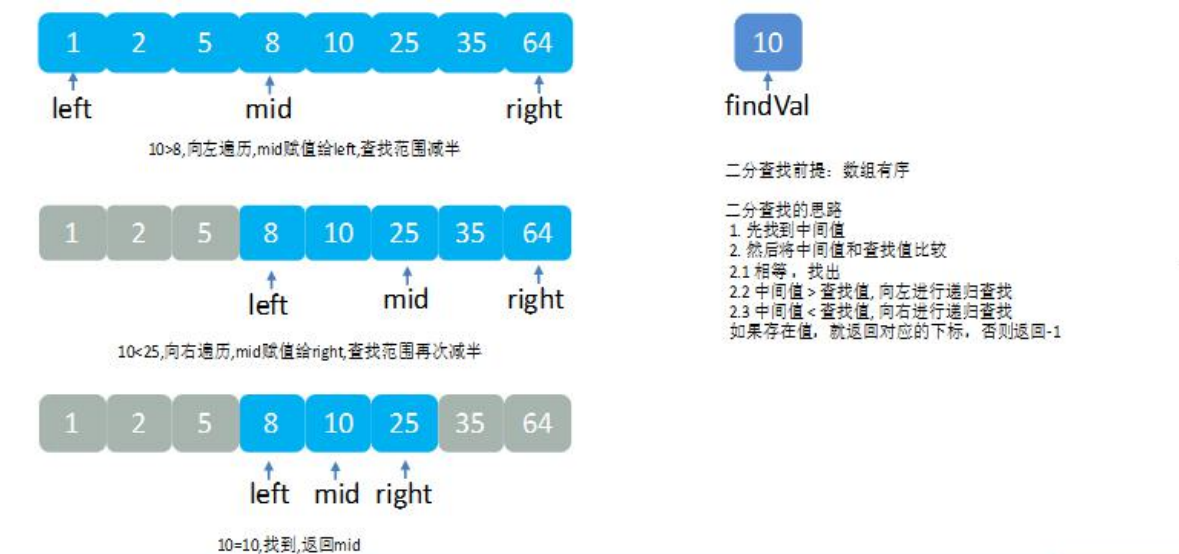 1 2 5 8 10 25 35 64
left mid right
10>8,向左遍历,mid赋值给left,查找范围减半
1 2 5 8 10 25 35 64
left mid right
10<25,向右遍历,mid赋值给right,查找范围再次减半
1 2 5 8 10 25 35 64
left mid right
10=10,找到,返回mid
10
findVal
二分查找前提：数组有序
二分查找的思路
1. 先找到中间值
2. 然后将中间值和查找值比较
2.1 相等，找出
2.2 中间值 > 查找值, 向左进行递归查找
2.3 中间值 < 查找值, 向右进行递归查找
如果存在值，就返回对应的下标，否则返回-1